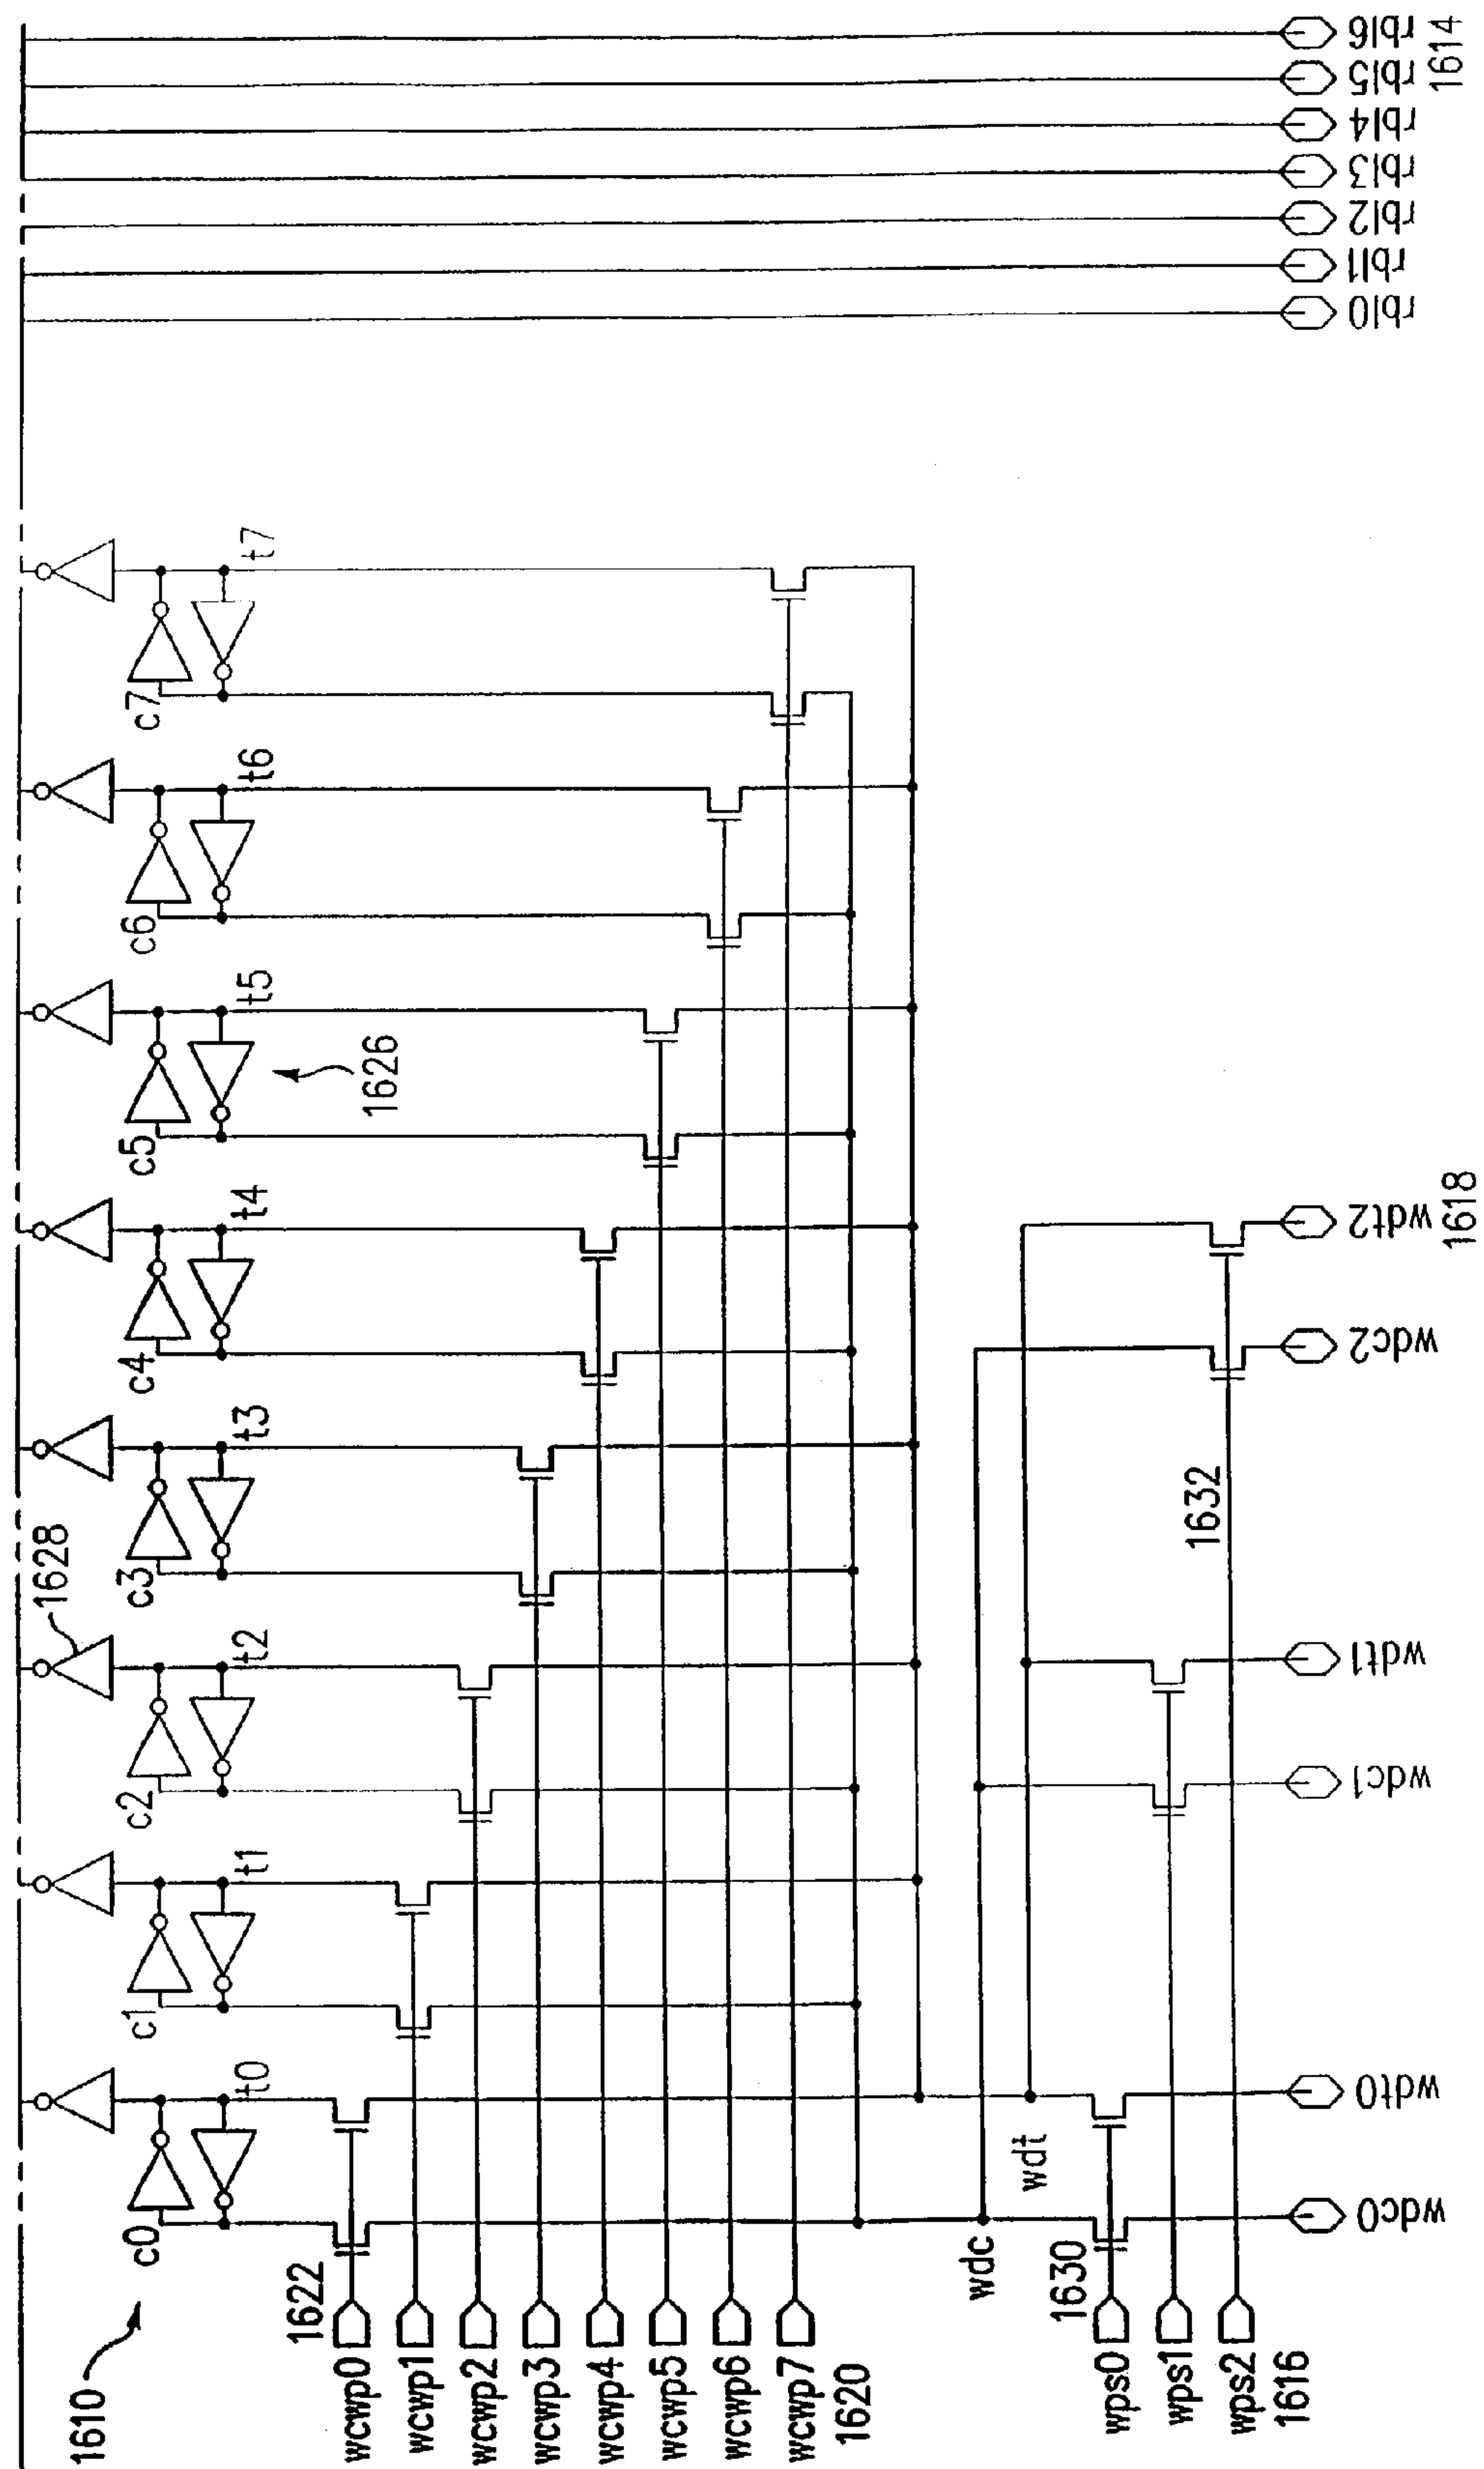 1610
c0
t0
c1
t1
c2
t2
1628
c3
t3
c4
t4
c5
t5
1626
c6
t6
c7
t7
1622
wcwp0
wcwp1
wcwp2
wcwp3
wcwp4
wcwp5
wcwp6
wcwp7
1620
wdc
wdt
1630
wps0
wps1
wps2
1616
1632
wdc0
wdt0
wdc1
wdt1
wdc2
wdt2
1618
rbl0
rbl1
rbl2
rbl3
rbl4
rbl5
rbl6
1614